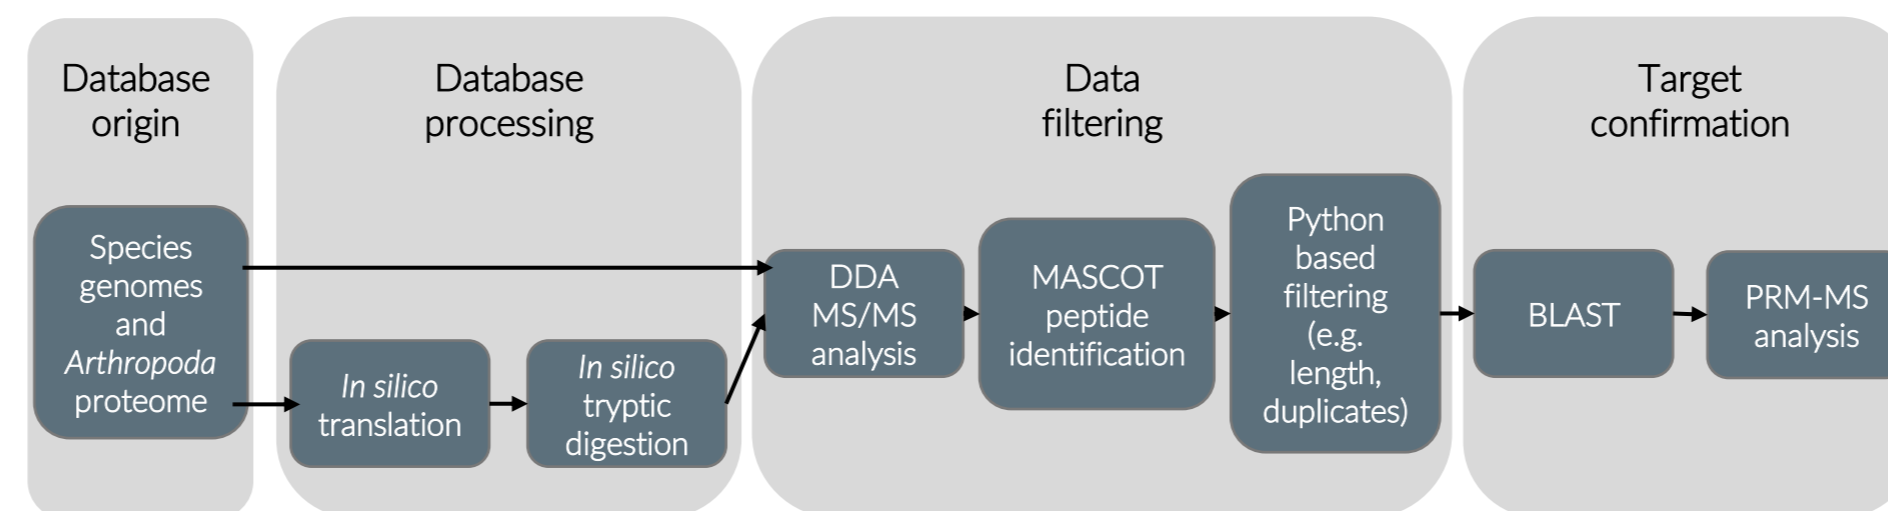 Database
origin
Database
processing
Data
filtering
Target
confirmation
Species
genomes
and
Arthropoda
proteome
In silico
translation
In silico
tryptic
digestion
DDA
MS/MS
analysis
MASCOT
peptide
identification
Python
based
filtering
(e.g.
length,
duplicates)
BLAST
PRM-MS
analysis